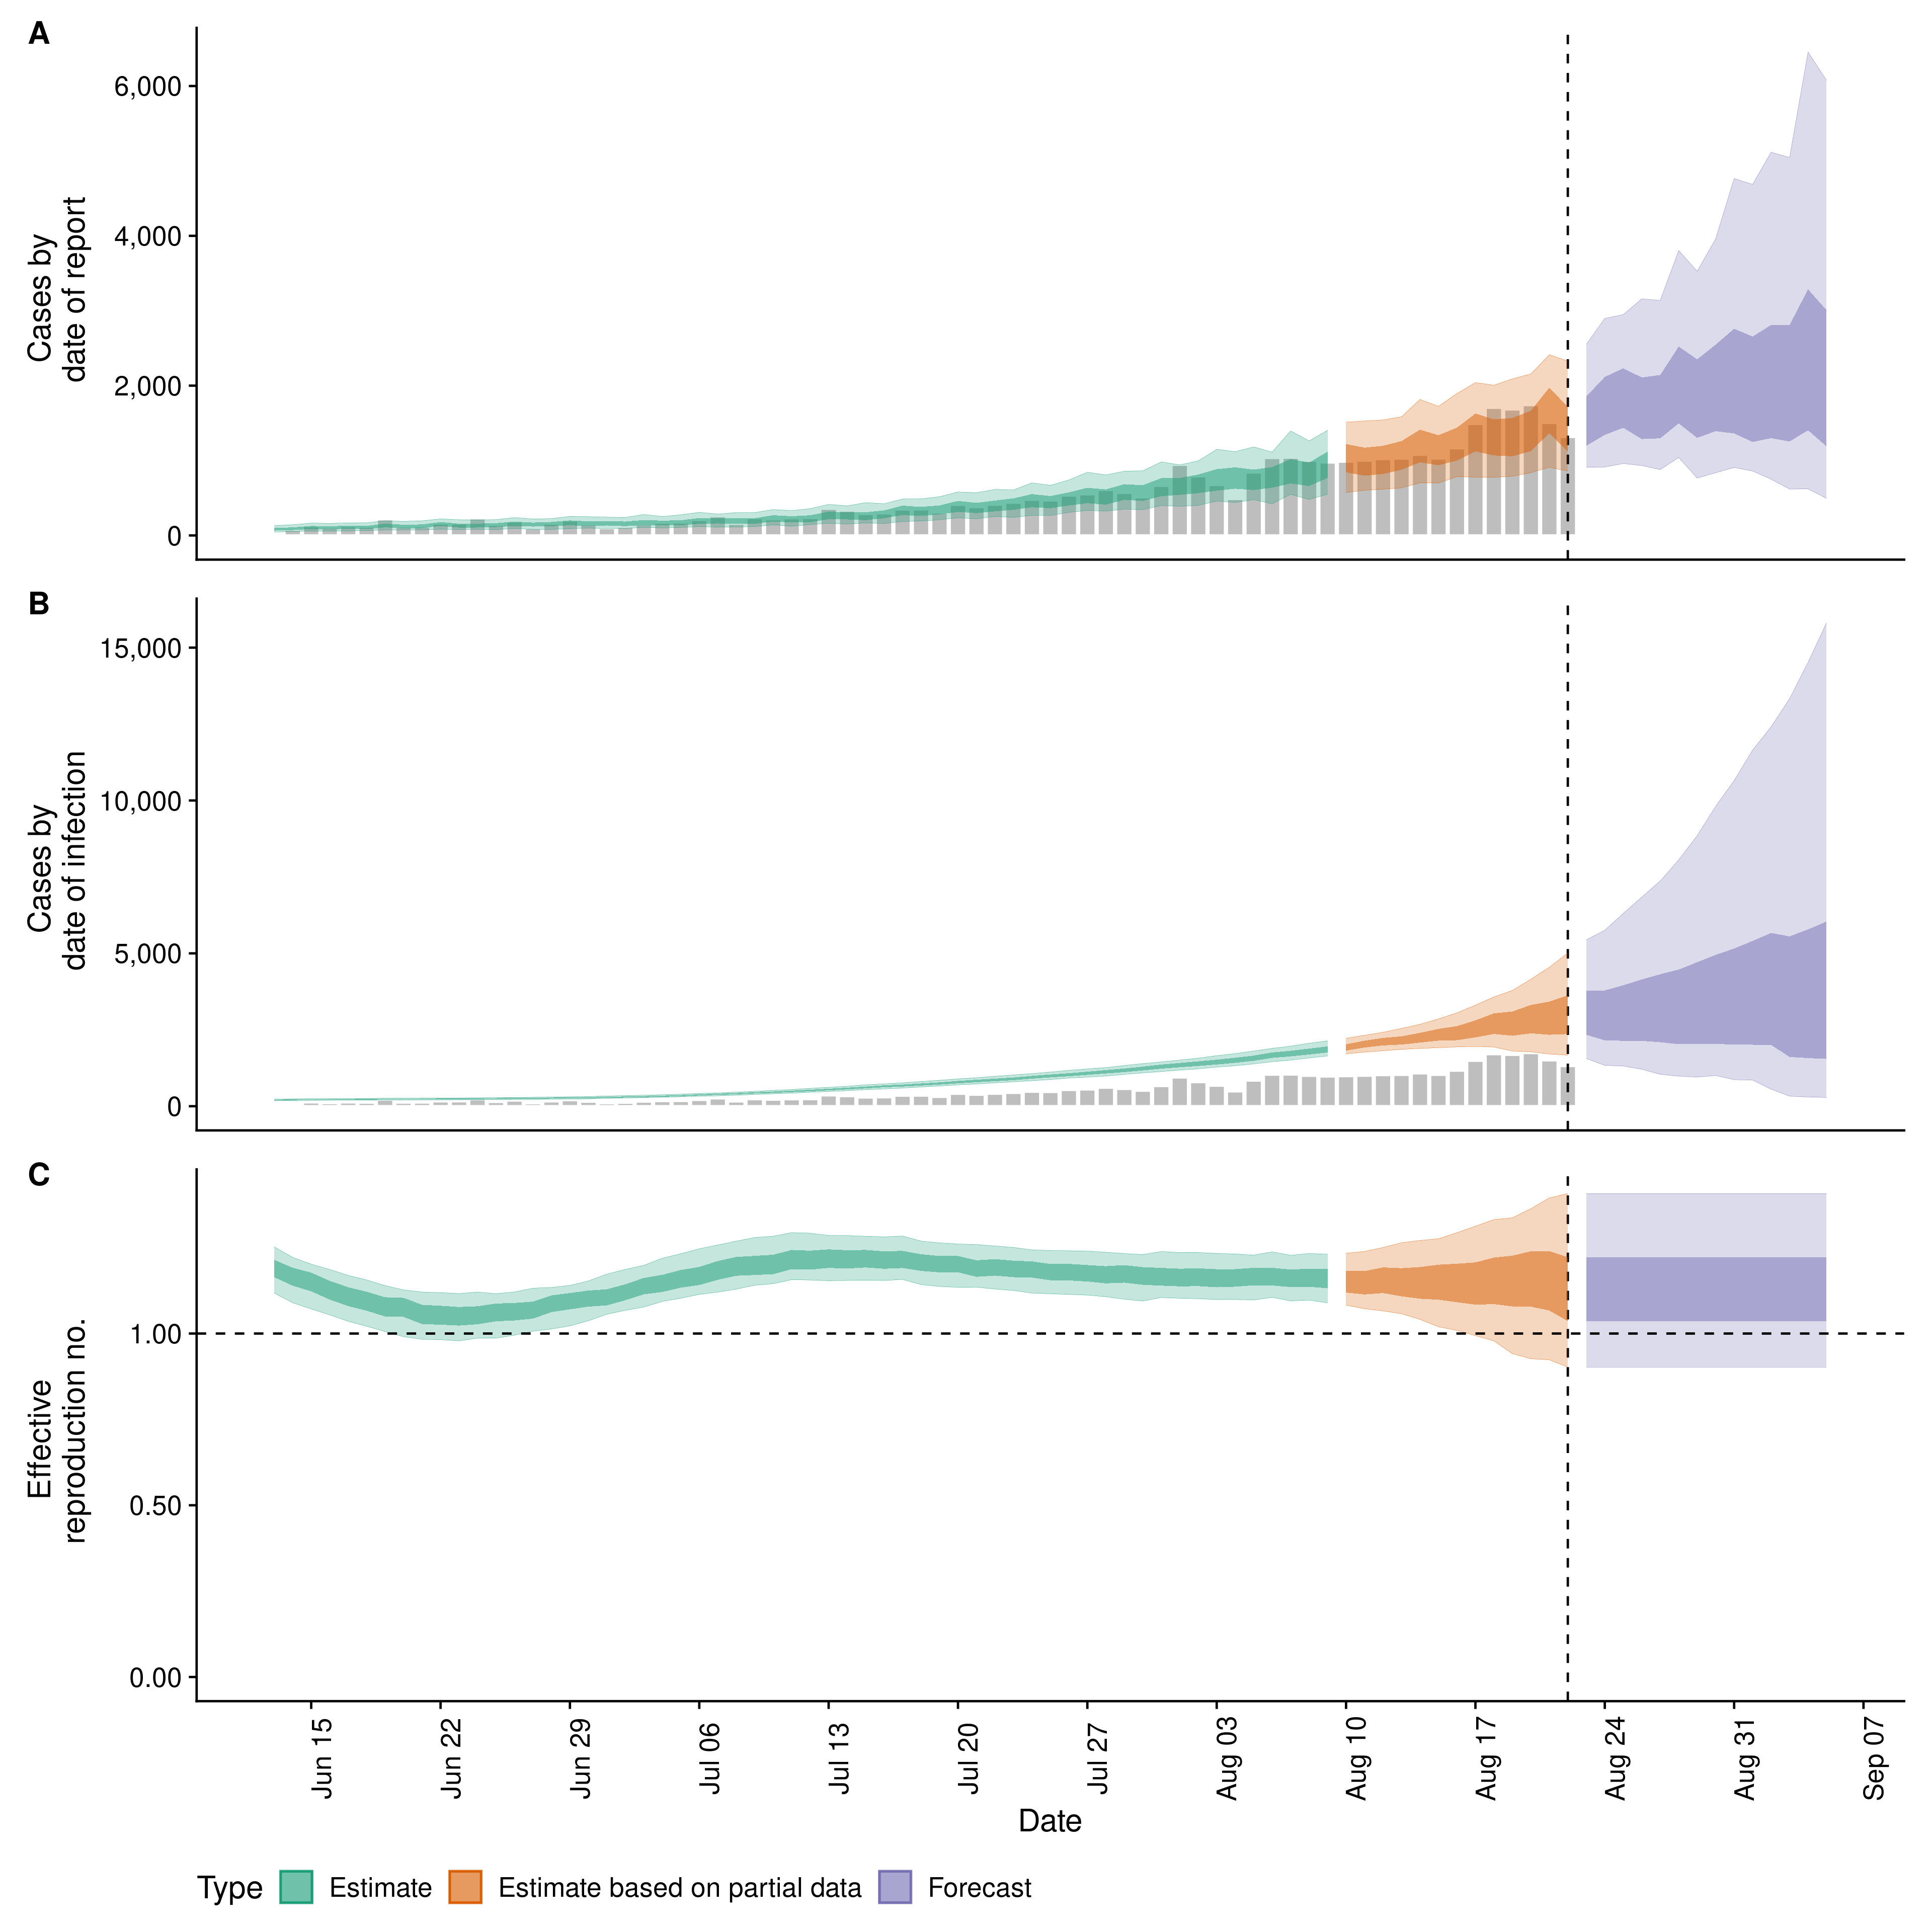 A
Cases by
date of report
6,000
4,000
2,000
0
B
Cases by
date of infection
15,000
10,000
5,000
0
C
Effective
reproduction no.
1.00
0.50
0.00
Jun 15
Jun 22
Jun 29
Jul 06
Jul 13
Jul 20
Jul 27
Aug 03
Aug 10
Aug 17
Aug 24
Aug 31
Sep 07
Date
Type
Estimate
Estimate based on partial data
Forecast